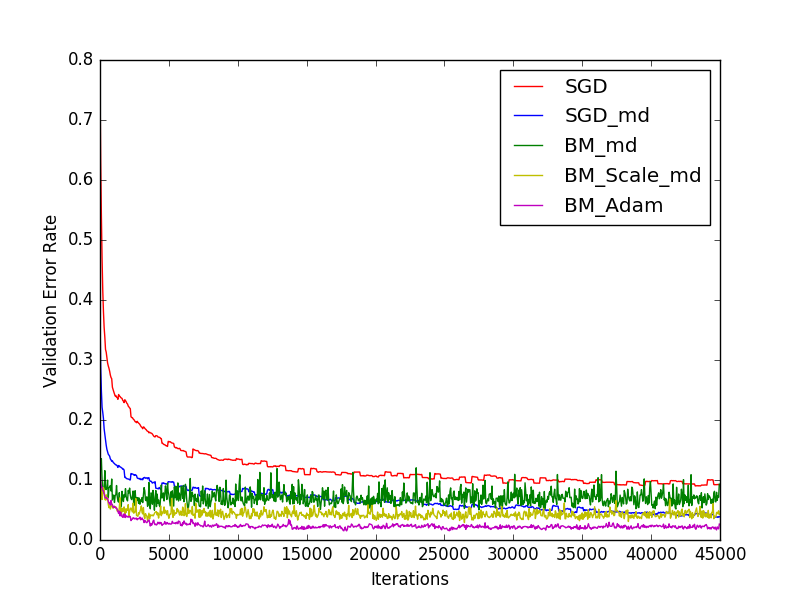 0.8
0.7
0.6
0.5
0.4
0.3
0.2
0.1
0.0
Validation Error Rate
SGD
SGD_md
BM_md
BM_Scale_md
BM_Adam
0 5000 10000 15000 20000 25000 30000 35000 40000 45000
Iterations